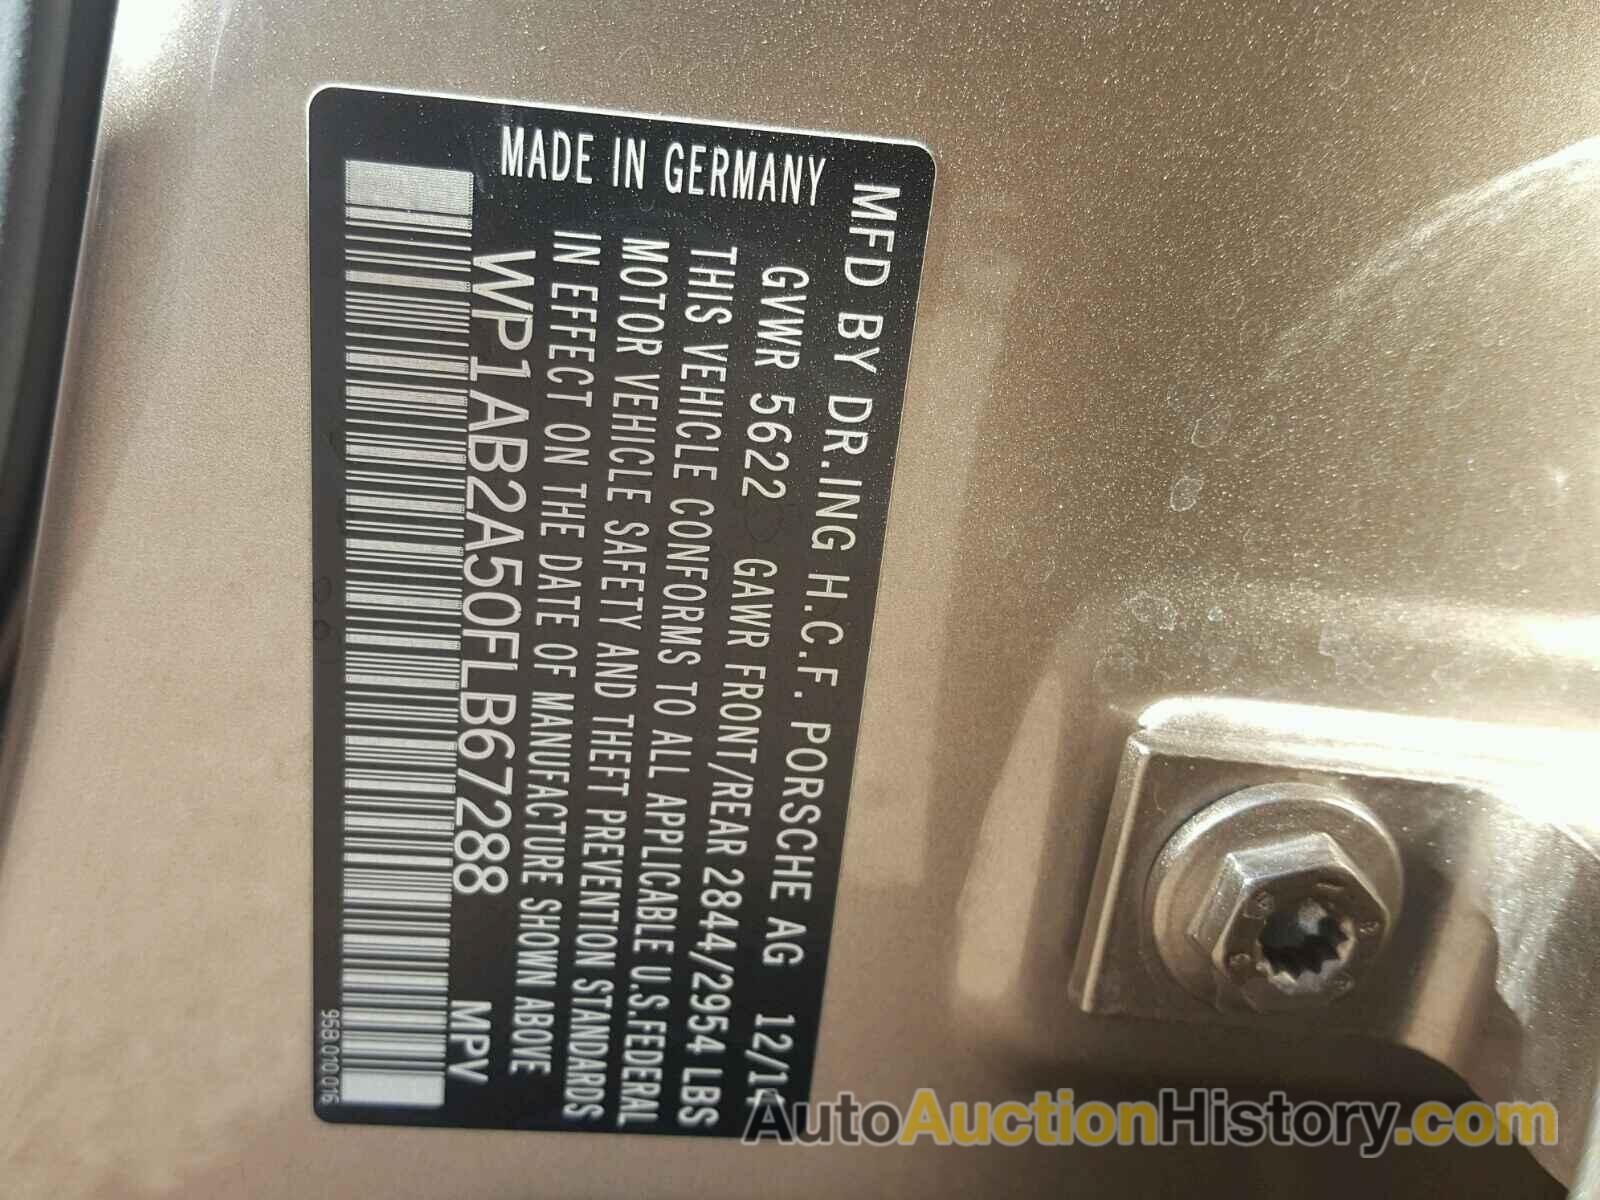 MFD BY DR.ING H.C.F. PORSCHE AG 12/14
GVWR 5622 GAWR FRONT/REAR 2844/2954 LBS
THIS VEHICLE CONFORMS TO ALL APPLICABLE U.S.FEDERAL
MOTOR VEHICLE SAFETY AND THEFT PREVENTION STANDARDS
IN EFFECT ON THE DATE OF MANUFACTURE SHOWN ABOVE
MADE IN GERMANY
WP1AB2A50FLB67288 MPV
958.010.016
AutoAuctionHistory.com